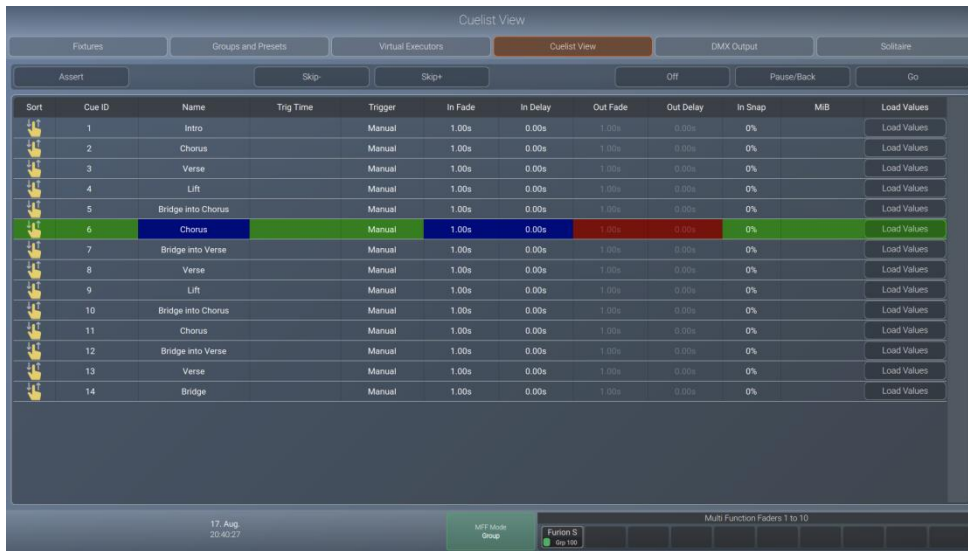 Cuelist View
Fixtures Groups and Presets Virtual Executors Cuelist View DMX Output Solitaire
Assert Skip- Skip+ Off Pause/Back Go
Sort Cue ID Name Trig Time Trigger In Fade In Delay Out Fade Out Delay In Snap MiB Load Values
1 Intro Manual 1.00s 0.00s 1.00s 0.00s 0% Load Values
2 Chorus Manual 1.00s 0.00s 1.00s 0.00s 0% Load Values
3 Verse Manual 1.00s 0.00s 1.00s 0.00s 0% Load Values
4 Lift Manual 1.00s 0.00s 1.00s 0.00s 0% Load Values
5 Bridge into Chorus Manual 1.00s 0.00s 1.00s 0.00s 0% Load Values
6 Chorus Manual 1.00s 0.00s 1.00s 0.00s 0% Load Values
7 Bridge into Verse Manual 1.00s 0.00s 1.00s 0.00s 0% Load Values
8 Verse Manual 1.00s 0.00s 1.00s 0.00s 0% Load Values
9 Lift Manual 1.00s 0.00s 1.00s 0.00s 0% Load Values
10 Bridge into Chorus Manual 1.00s 0.00s 1.00s 0.00s 0% Load Values
11 Chorus Manual 1.00s 0.00s 1.00s 0.00s 0% Load Values
12 Bridge into Verse Manual 1.00s 0.00s 1.00s 0.00s 0% Load Values
13 Verse Manual 1.00s 0.00s 1.00s 0.00s 0% Load Values
14 Bridge Manual 1.00s 0.00s 1.00s 0.00s 0% Load Values
17. Aug.
20:40:27
MFF Mode
Group
Multi Function Faders 1 to 10
Furion S
Grp 100